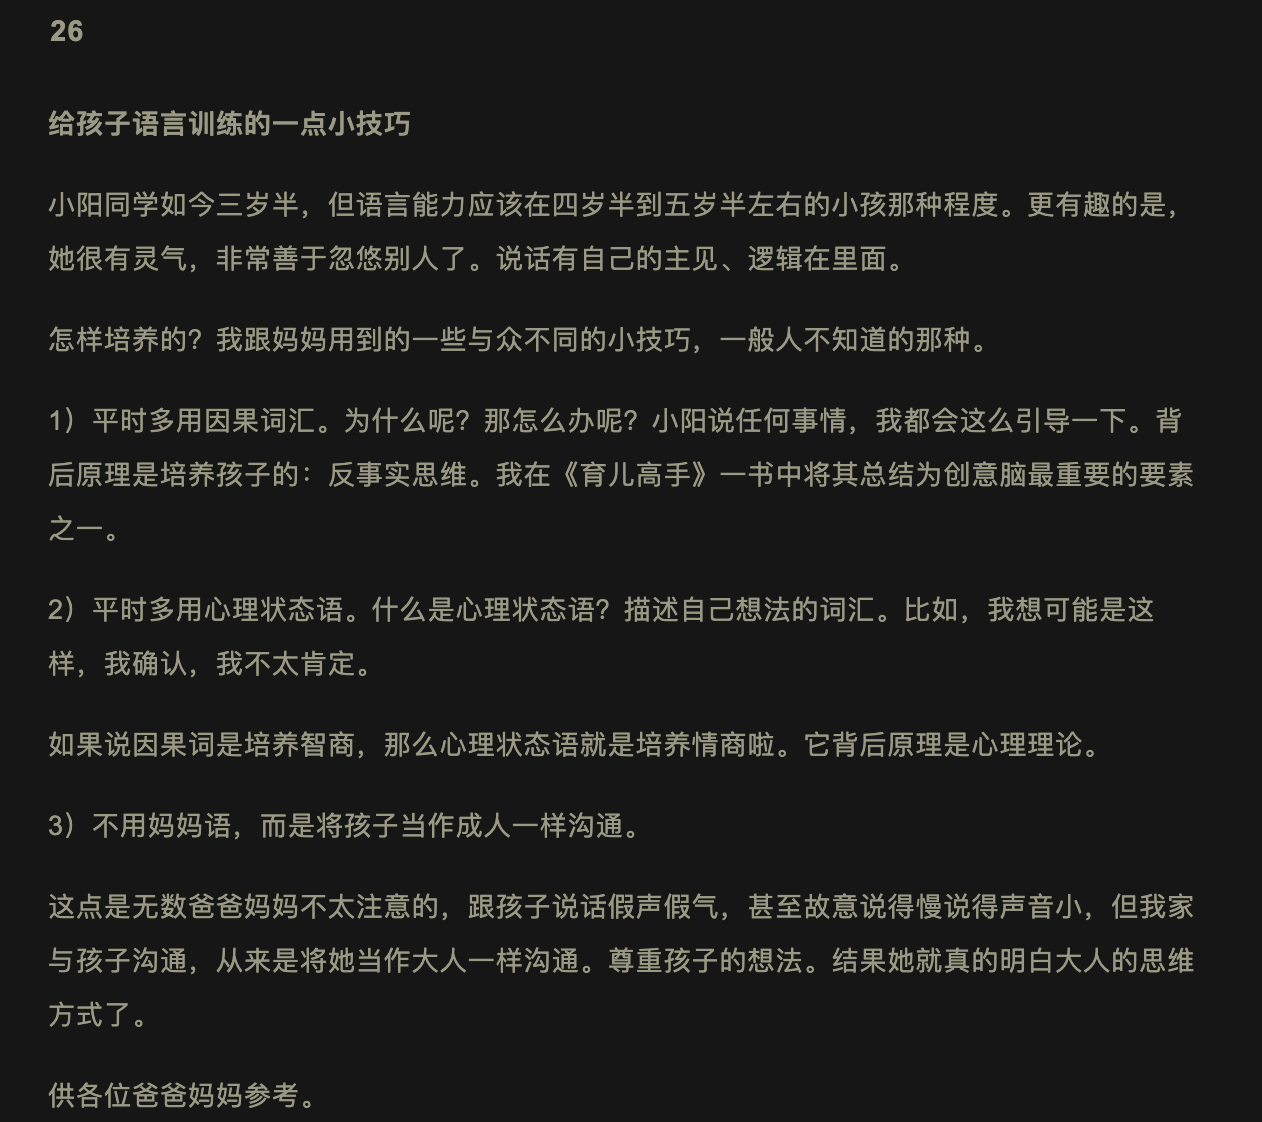 26
给孩子语言训练的一点小技巧
小阳同学如今三岁半，但语言能力应该在四岁半到五岁半左右的小孩那种程度。更有趣的是，
她很有灵气，非常善于忽悠别人了。说话有自己的主见、逻辑在里面。
怎样培养的？我跟妈妈用到的一些与众不同的小技巧，一般人不知道的那种。
1）平时多用因果词汇。为什么呢？那怎么办呢？小阳说任何事情，我都会这么引导一下。背
后原理是培养孩子的：反事实思维。我在《育儿高手》一书中将其总结为创意脑最重要的要素
之一。
2）平时多用心理状态语。什么是心理状态语？描述自己想法的词汇。比如，我想可能是这
样，我确认，我不太肯定。
如果说因果词是培养智商，那么心理状态语就是培养情商啦。它背后原理是心理理论。
3）不用妈妈语，而是将孩子当作成人一样沟通。
这点是无数爸爸妈妈不太注意的，跟孩子说话假声假气，甚至故意说得慢说得声音小，但我家
与孩子沟通，从来是将她当作大人一样沟通。尊重孩子的想法。结果她就真的明白大人的思维
方式了。
供各位爸爸妈妈参考。